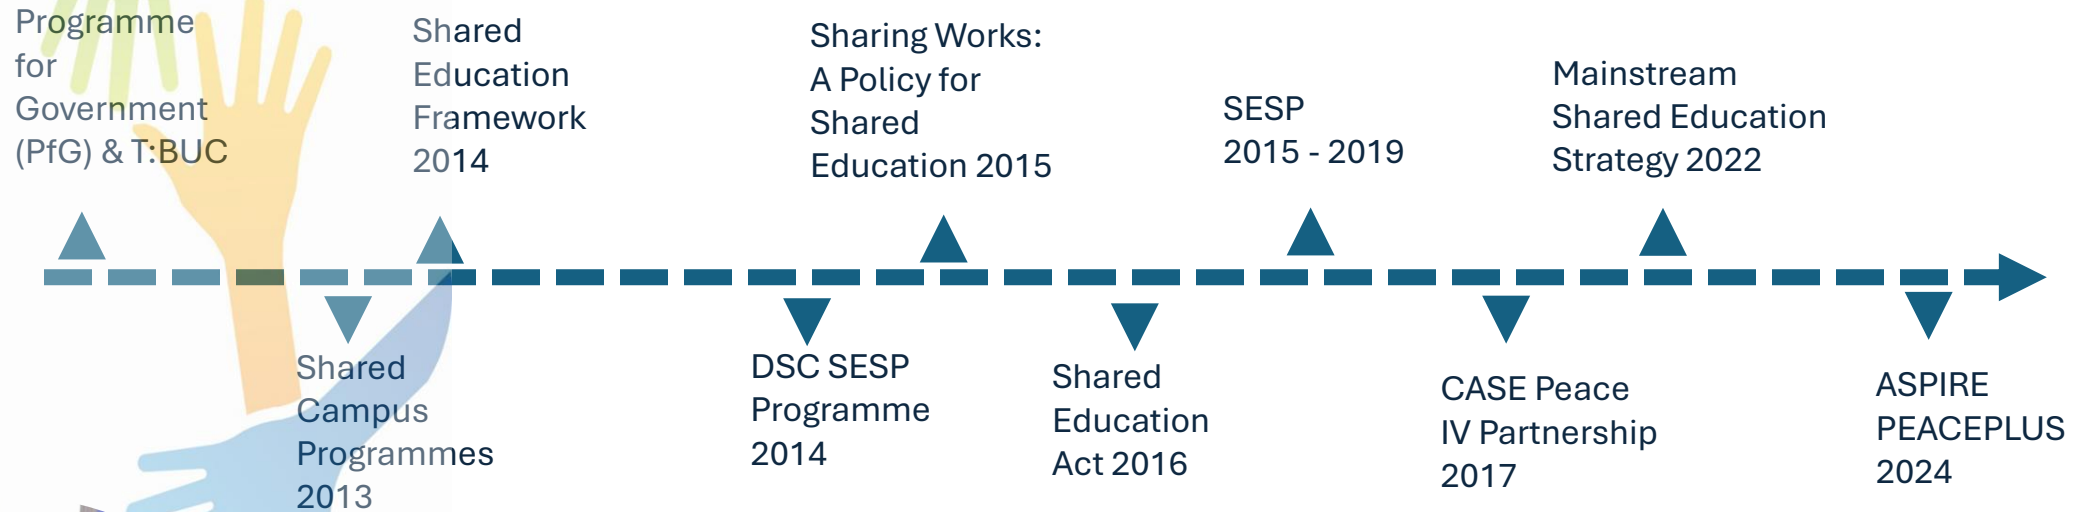 Programme
for
Government
(PfG) & T:BUC
Shared
Education
Framework
2014
Sharing Works:
A Policy for
Shared
Education 2015
SESP
2015 - 2019
Mainstream
Shared Education
Strategy 2022
Shared
Campus
Programmes
2013
DSC SESP
Programme
2014
Shared
Education
Act 2016
CASE Peace
IV Partnership
2017
ASPIRE
PEACEPLUS
2024